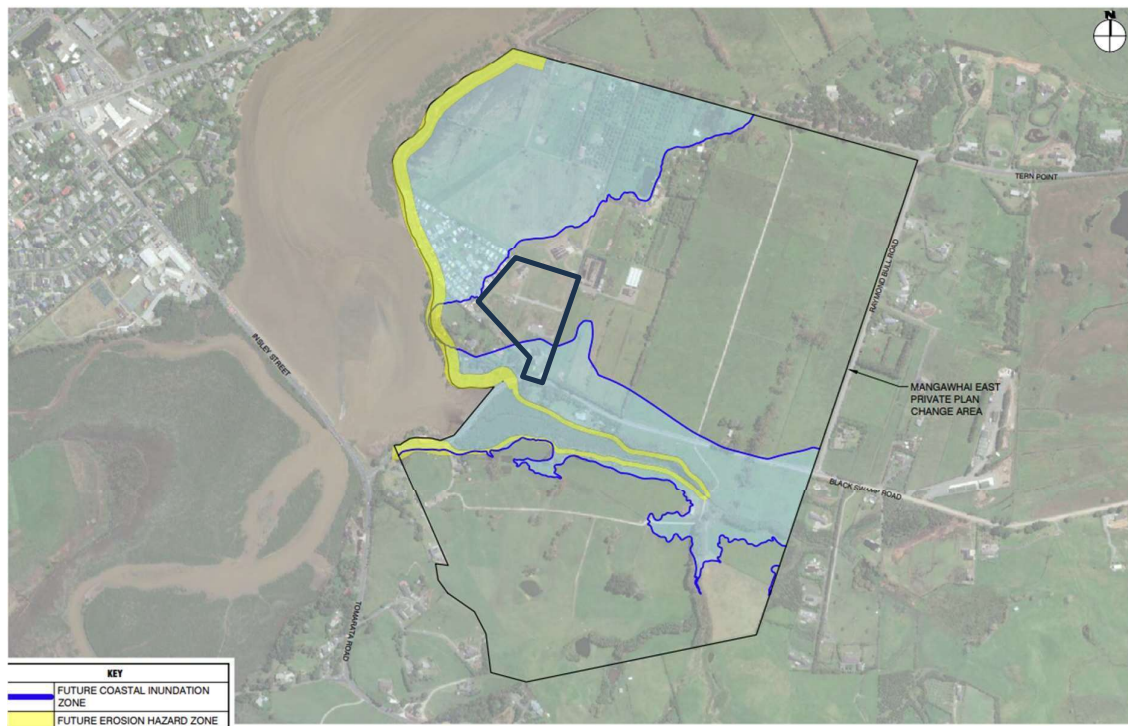 N
TERN POINT
RAYMOND BULL ROAD
INSLEY STREET
MANGAWHAI EAST
PRIVATE PLAN
CHANGE AREA
BLACK SWAMP ROAD
TOMARATA ROAD
KEY
FUTURE COASTAL INUNDATION
ZONE
FUTURE EROSION HAZARD ZONE